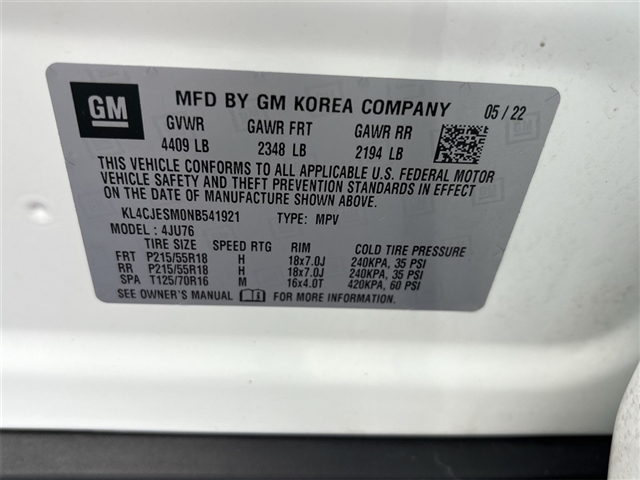 GM MFD BY GM KOREA COMPANY 05 / 22
GVWR GAWR FRT GAWR RR
4409 LB 2348 LB 2194 LB
THIS VEHICLE CONFORMS TO ALL APPLICABLE U.S. FEDERAL MOTOR
VEHICLE SAFETY AND THEFT PREVENTION STANDARDS IN EFFECT
ON THE DATE OF MANUFACTURE SHOWN ABOVE.
KL4CJESM0NB541921 TYPE: MPV
MODEL : 4JU76
TIRE SIZE SPEED RTG RIM COLD TIRE PRESSURE
FRT P215/55R18 H 18x7.0J 240KPA, 35 PSI
RR P215/55R18 H 18x7.0J 240KPA, 35 PSI
SPA T125/70R16 M 16x4.0T 420KPA, 60 PSI
SEE OWNER'S MANUAL FOR MORE INFORMATION.